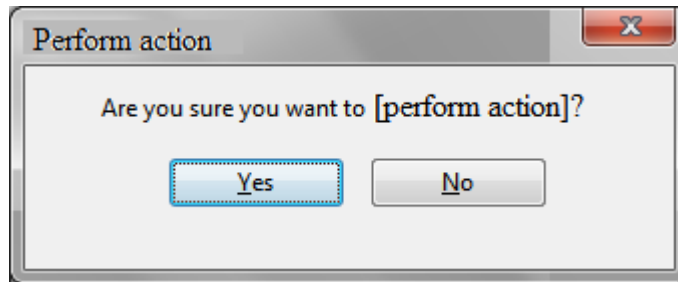 Perform action
Are you sure you want to [perform action]?
Yes No